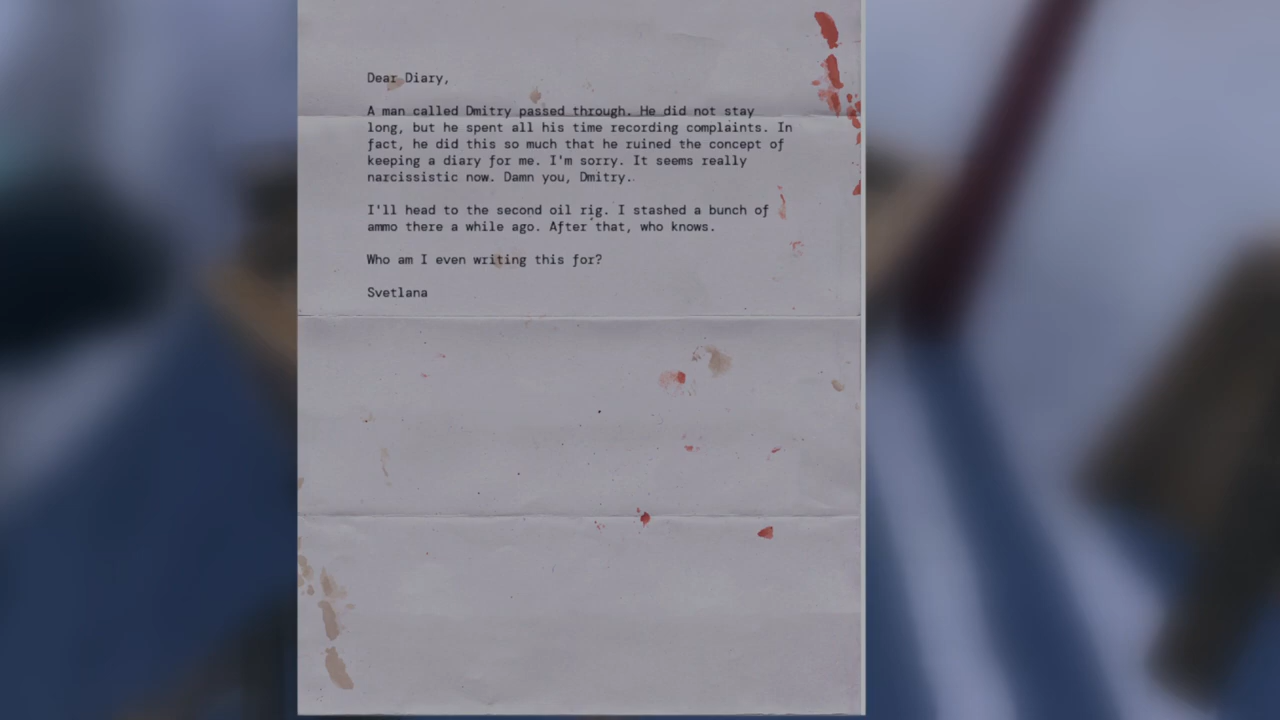 Dear Diary,
A man called Dmitry passed through. He did not stay
long, but he spent all his time recording complaints. In
fact, he did this so much that he ruined the concept of
keeping a diary for me. I'm sorry. It seems really
narcissistic now. Damn you, Dmitry.
I'll head to the second oil rig. I stashed a bunch of
ammo there a while ago. After that, who knows.
Who am I even writing this for?
Svetlana